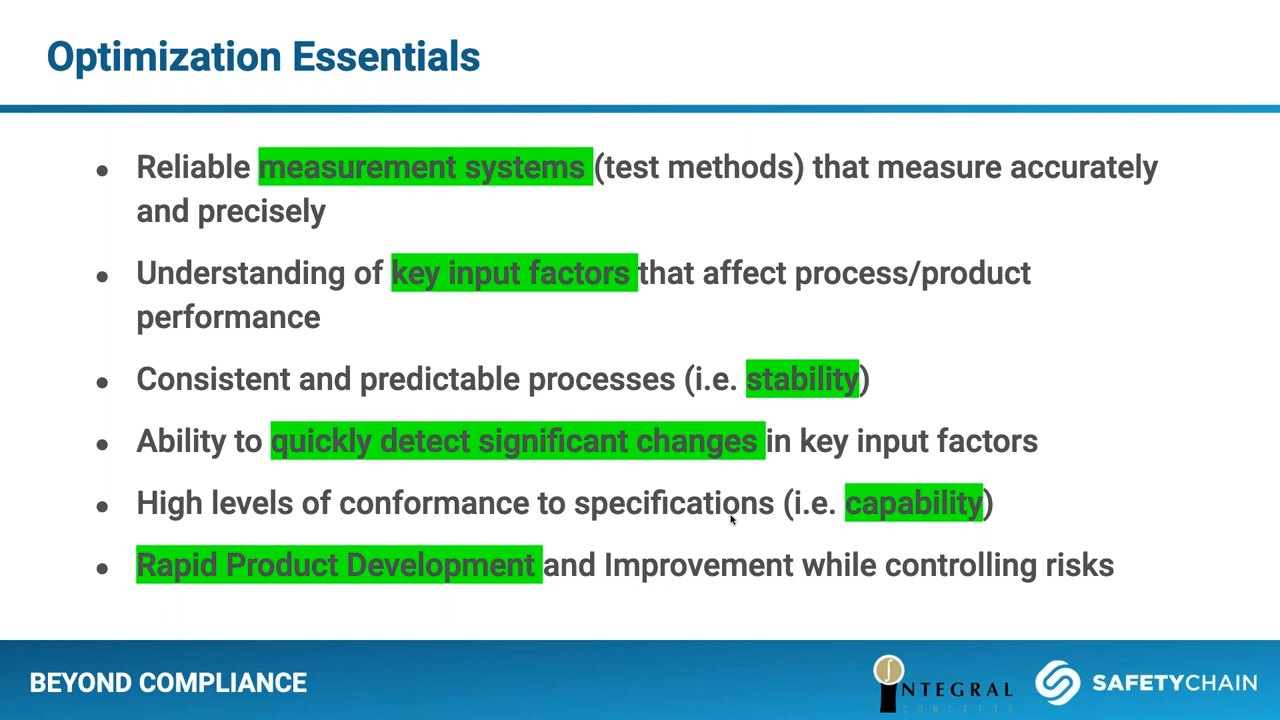 Optimization Essentials
• Reliable measurement systems (test methods) that measure accurately
and precisely
• Understanding of key input factors that affect process/product
performance
• Consistent and predictable processes (i.e. stability)
• Ability to quickly detect significant changes in key input factors
• High levels of conformance to specifications (i.e. capability)
• Rapid Product Development and Improvement while controlling risks
BEYOND COMPLIANCE
INTEGRAL
CONCEPTS
SAFETYCHAIN